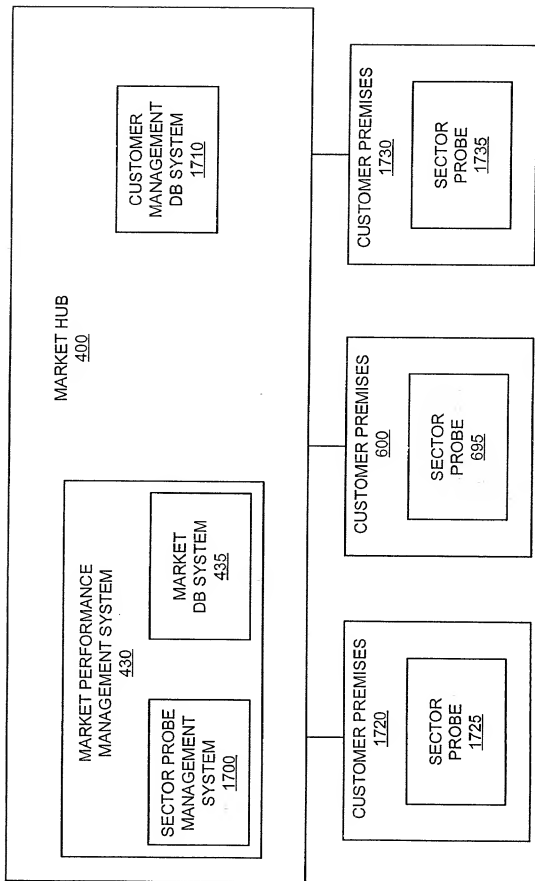 MARKET HUB
400
MARKET PERFORMANCE
MANAGEMENT SYSTEM
430
SECTOR PROBE
MANAGEMENT
SYSTEM
1700
MARKET
DB SYSTEM
435
CUSTOMER
MANAGEMENT
DB SYSTEM
1710
CUSTOMER PREMISES
1720
SECTOR
PROBE
1725
CUSTOMER PREMISES
600
SECTOR
PROBE
695
CUSTOMER PREMISES
1730
SECTOR
PROBE
1735